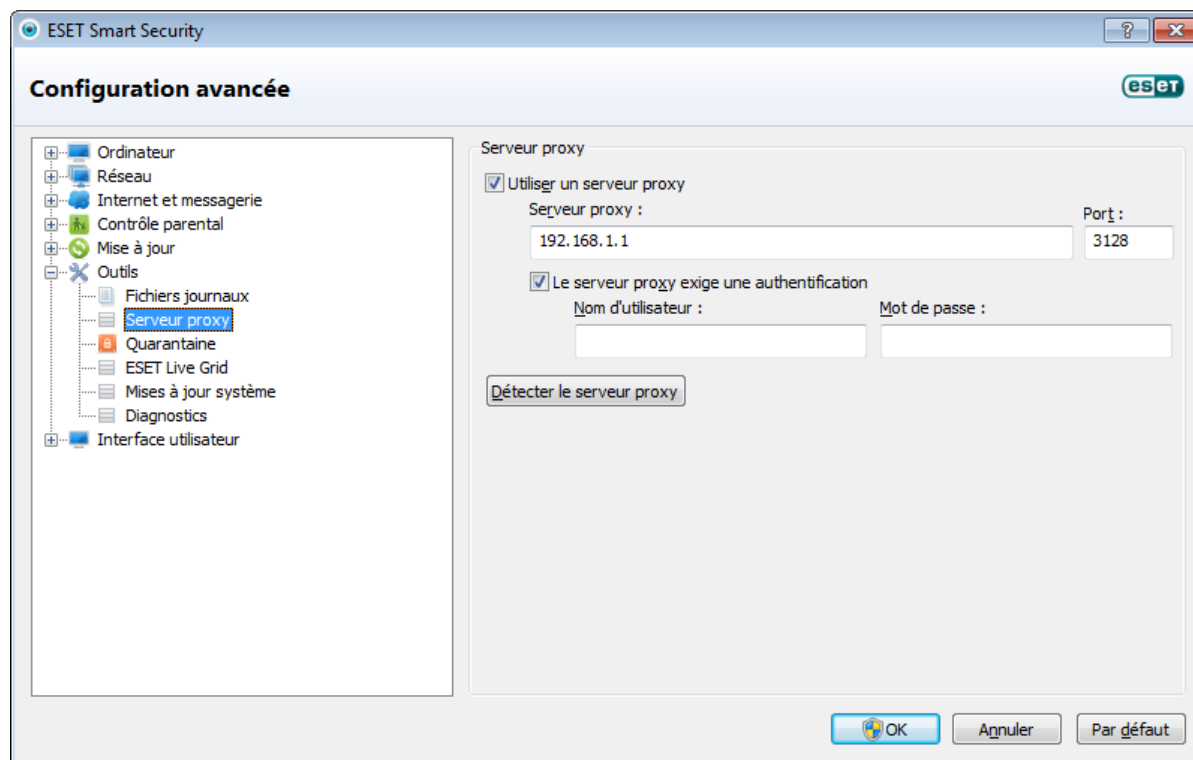 ESET Smart Security
Configuration avancée
eseT
Ordinateur
Réseau
Internet et messagerie
Contrôle parental
Mise à jour
Outils
Fichiers journaux
Serveur proxy
Quarantaine
ESET Live Grid
Mises à jour système
Diagnostics
Interface utilisateur
Serveur proxy
Utiliser un serveur proxy
Serveur proxy :
Port :
192.168.1.1
3128
Le serveur proxy exige une authentification
Nom d'utilisateur :
Mot de passe :
Détecter le serveur proxy
OK
Annuler
Par défaut